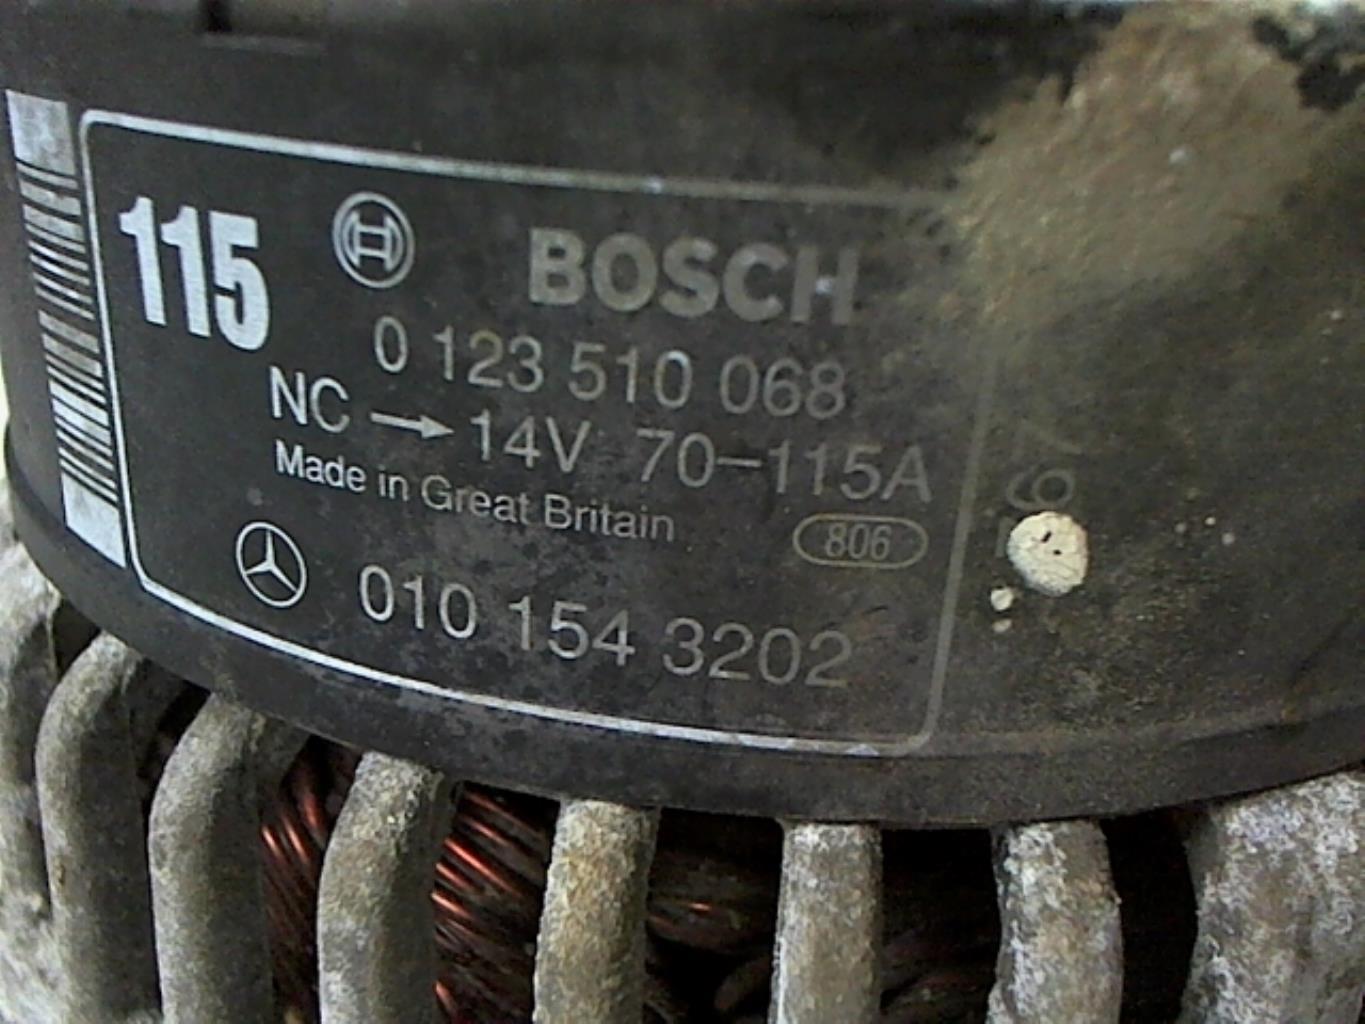 115 BOSCH
0 123 510 068
NC → 14V 70-115A
Made in Great Britain
806
010 154 3202